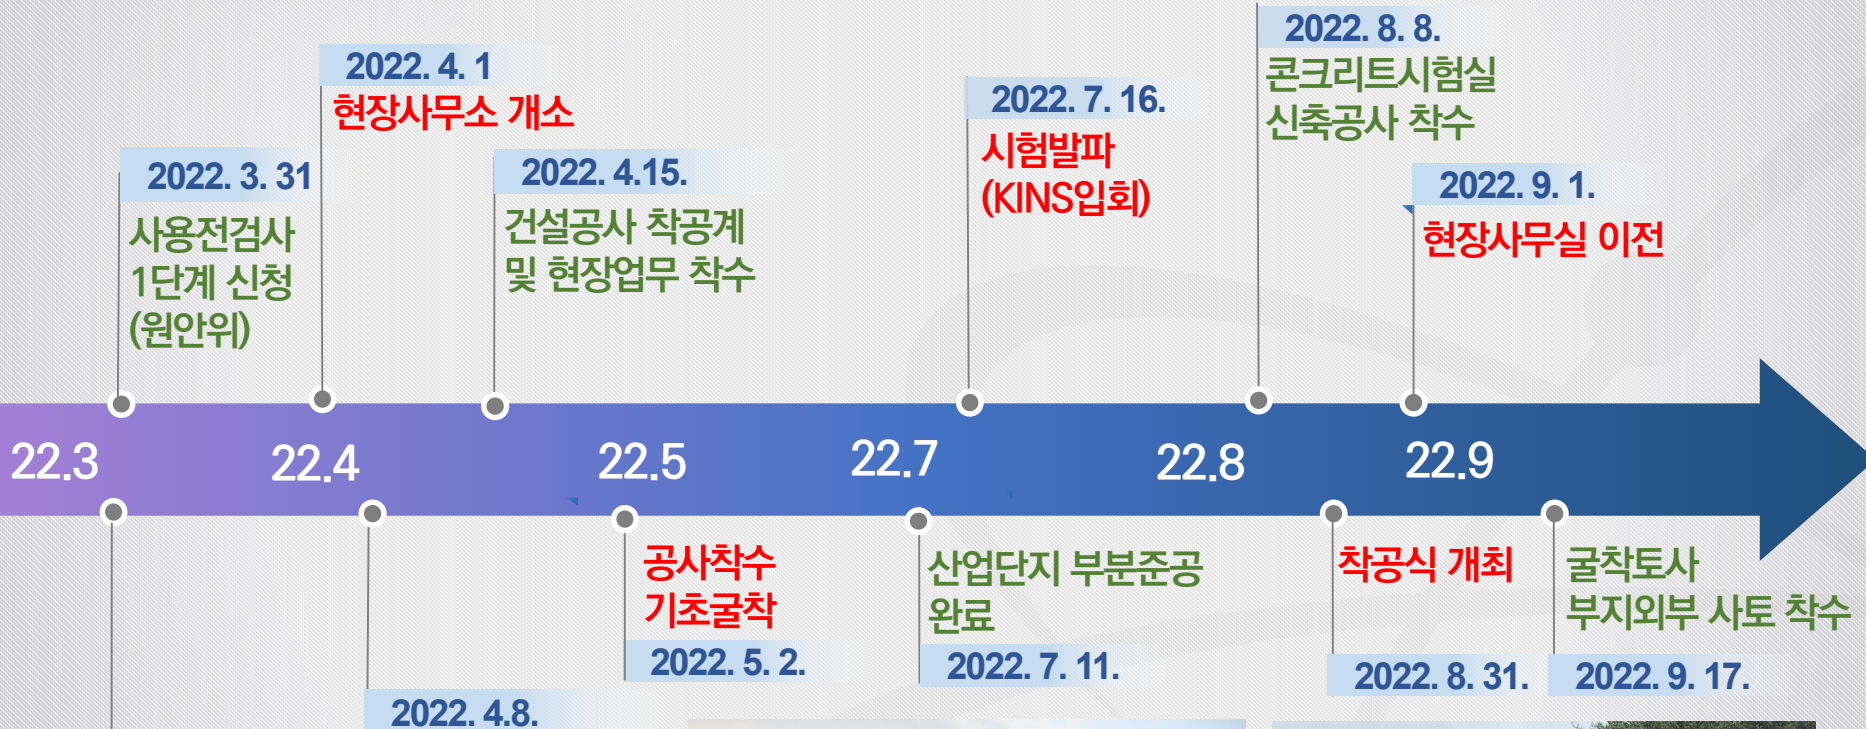 2022. 3. 31
사용전검사
1단계 신청
(원안위)
2022. 4. 1
현장사무소 개소
2022. 4.15.
건설공사 착공계
및 현장업무 착수
2022. 7. 16.
시험발파
(KINS입회)
2022. 8. 8.
콘크리트시험실
신축공사 착수
2022. 9. 1.
현장사무실 이전
22.3
22.4
22.5
22.7
22.8
22.9
2022. 4.8.
공사착수
기초굴착
2022. 5. 2.
산업단지 부분준공
완료
2022. 7. 11.
착공식 개최
2022. 8. 31.
굴착토사
부지외부 사토 착수
2022. 9. 17.